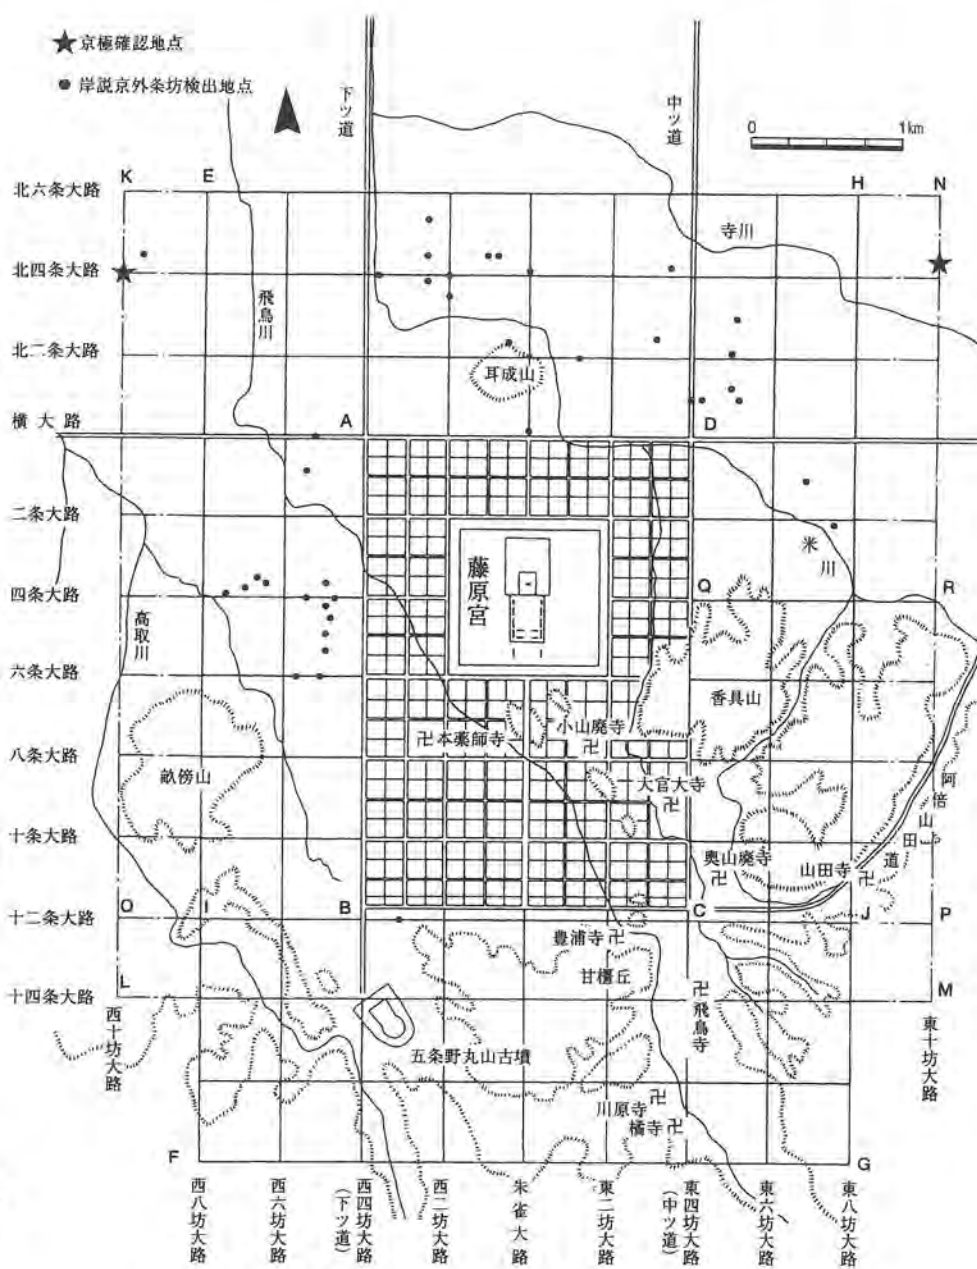 ★京極確認地点
●岸説京外条坊検出地点
下ツ道
中ツ道
0 1km
K E H N
北六条大路
寺川
北四条大路
飛鳥川
北二条大路
耳成山
横大路
A D
二条大路
米川
藤原宮
四条大路
Q R
高取川
六条大路
香具山
小山廃寺
卍
卍本薬師寺
八条大路
畝傍山
大官大寺
卍
阿倍山田道
十条大路
奥山廃寺
卍
山田寺卍
十二条大路
O I B C J P
豊浦寺卍
甘樫丘
十四条大路
L M
卍飛鳥寺
西十坊大路
東十坊大路
五条野丸山古墳
川原寺卍
橘寺卍
F G
西八坊大路
西六坊大路
西四坊大路
(下ツ道)
西二坊大路
朱雀大路
東二坊大路
東四坊大路
(中ツ道)
東六坊大路
東八坊大路